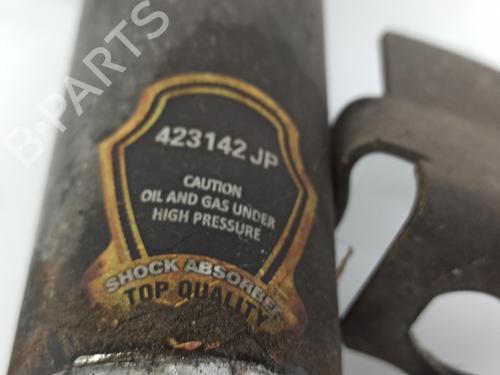 B-PARTS
423142 JP
CAUTION
OIL AND GAS UNDER
HIGH PRESSURE
SHOCK ABSORBER
TOP QUALITY